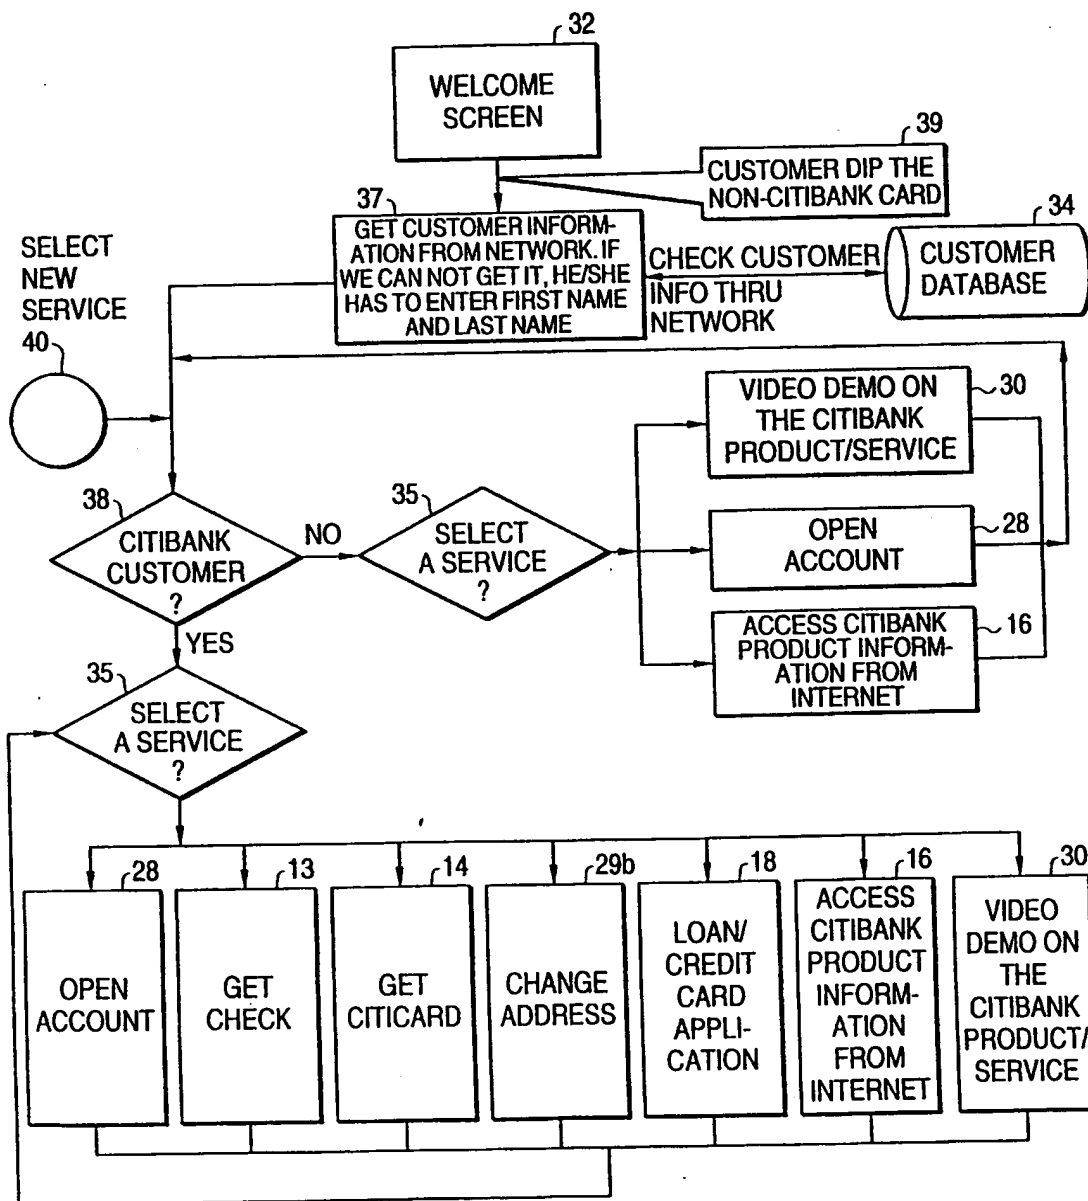 32
WELCOME
SCREEN
39
CUSTOMER DIP THE
NON-CITIBANK CARD
37
GET CUSTOMER INFORM-
ATION FROM NETWORK. IF
WE CAN NOT GET IT, HE/SHE
HAS TO ENTER FIRST NAME
AND LAST NAME
CHECK CUSTOMER
INFO THRU
NETWORK
34
CUSTOMER
DATABASE
SELECT
NEW
SERVICE
40
VIDEO DEMO ON
THE CITIBANK
PRODUCT/SERVICE
30
38
CITIBANK
CUSTOMER
?
NO
35
SELECT
A SERVICE
?
OPEN
ACCOUNT
28
ACCESS CITIBANK
PRODUCT INFORM-
ATION FROM
INTERNET
16
YES
35
SELECT
A SERVICE
?
28
OPEN
ACCOUNT
13
GET
CHECK
14
GET
CITICARD
29b
CHANGE
ADDRESS
18
LOAN/
CREDIT
CARD
APPLI-
CATION
16
ACCESS
CITIBANK
PRODUCT
INFORM-
ATION
FROM
INTERNET
30
VIDEO
DEMO ON
THE
CITIBANK
PRODUCT/
SERVICE